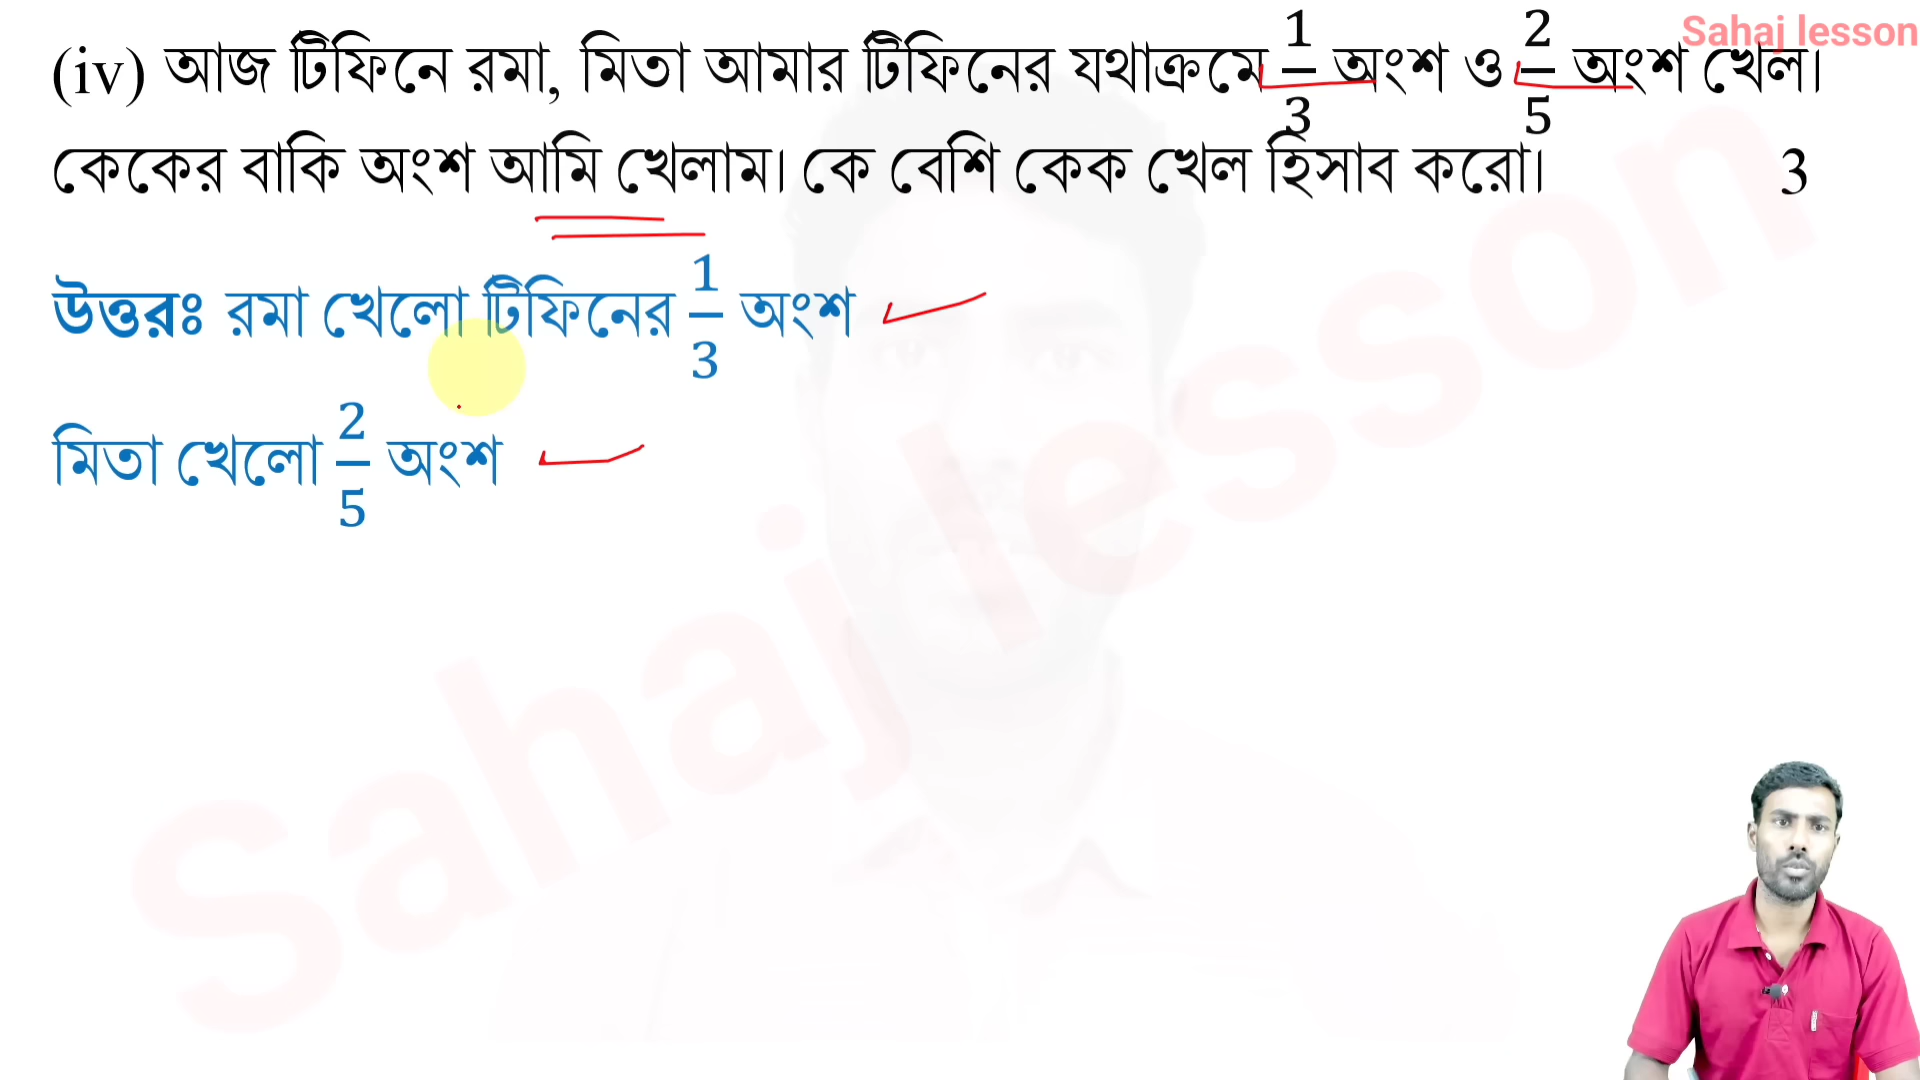 Sahaj lesson
(iv) আজ টিফিনে রমা, মিতা আমার টিফিনের যথাক্রমে 1/3 অংশ ও 2/5 অংশ খেল।
কেকের বাকি অংশ আমি খেলাম। কে বেশি কেক খেল হিসাব করো। 3
উত্তরঃ রমা খেলো টিফিনের 1/3 অংশ
মিতা খেলো 2/5 অংশ
Sahaj lesson